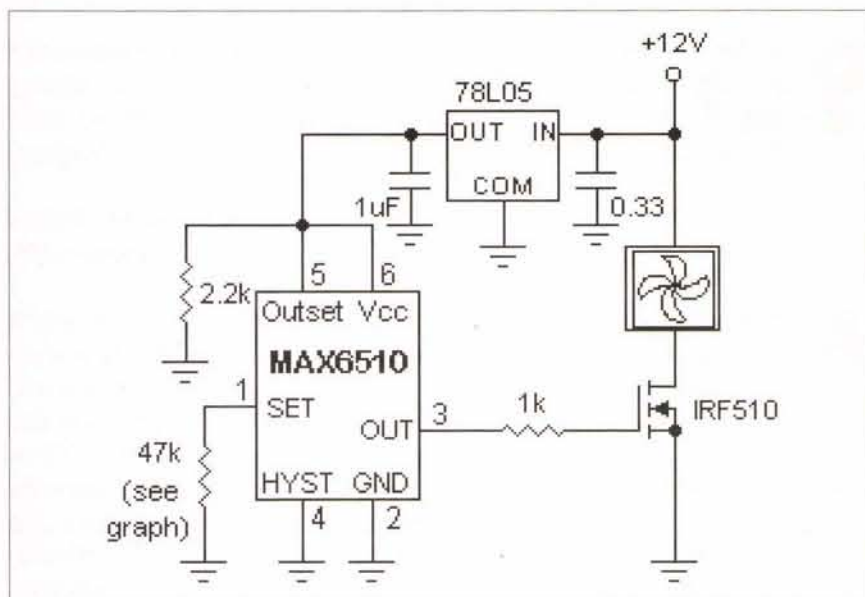 +12V
78L05
OUT IN
COM
1uF
0.33
2.2k
5 6
Outset Vcc
MAX6510
1
SET
3
OUT
1k
IRF510
47k
(see
graph)
HYST GND
4 2